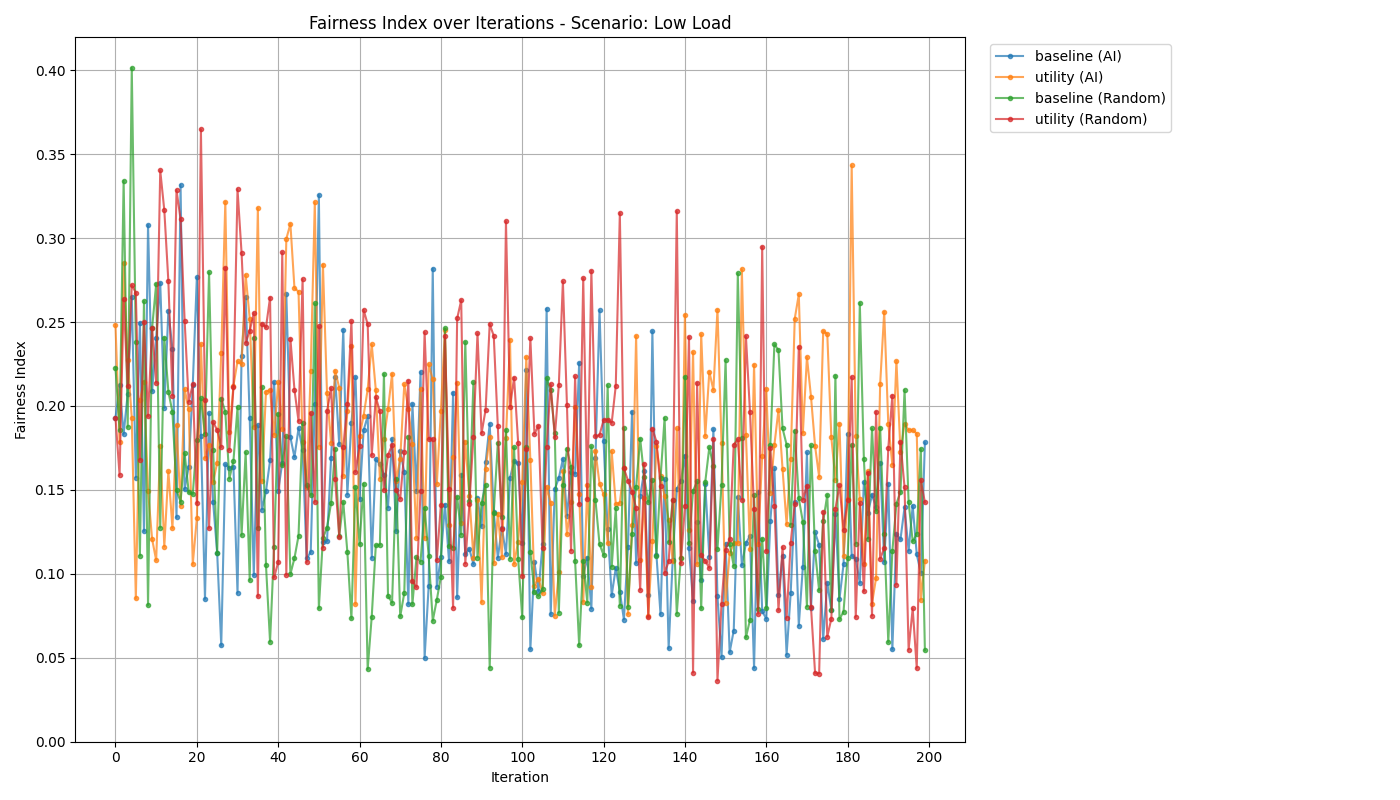 Fairness Index over Iterations - Scenario: Low Load
baseline (AI)
utility (AI)
baseline (Random)
utility (Random)
Fairness Index
0.40
0.35
0.30
0.25
0.20
0.15
0.10
0.05
0.00
0 20 40 60 80 100 120 140 160 180 200
Iteration